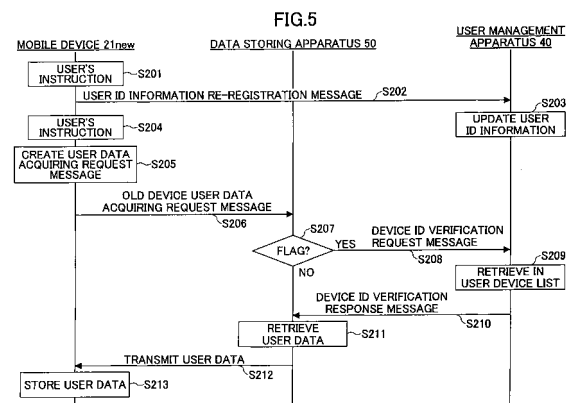 FIG.5
MOBILE DEVICE 21new
DATA STORING APPARATUS 50
USER MANAGEMENT
APPARATUS 40
USER'S
INSTRUCTION
S201
USER ID INFORMATION RE-REGISTRATION MESSAGE
S202
S203
UPDATE USER
ID INFORMATION
USER'S
INSTRUCTION
S204
CREATE USER DATA
ACQUIRING REQUEST
MESSAGE
S205
OLD DEVICE USER DATA
ACQUIRING REQUEST MESSAGE
S206
S207
FLAG?
YES
NO
DEVICE ID VERIFICATION
REQUEST MESSAGE
S208
S209
RETRIEVE IN
USER DEVICE LIST
DEVICE ID VERIFICATION
RESPONSE MESSAGE
S210
RETRIEVE
USER DATA
S211
TRANSMIT USER DATA
S212
STORE USER DATA
S213